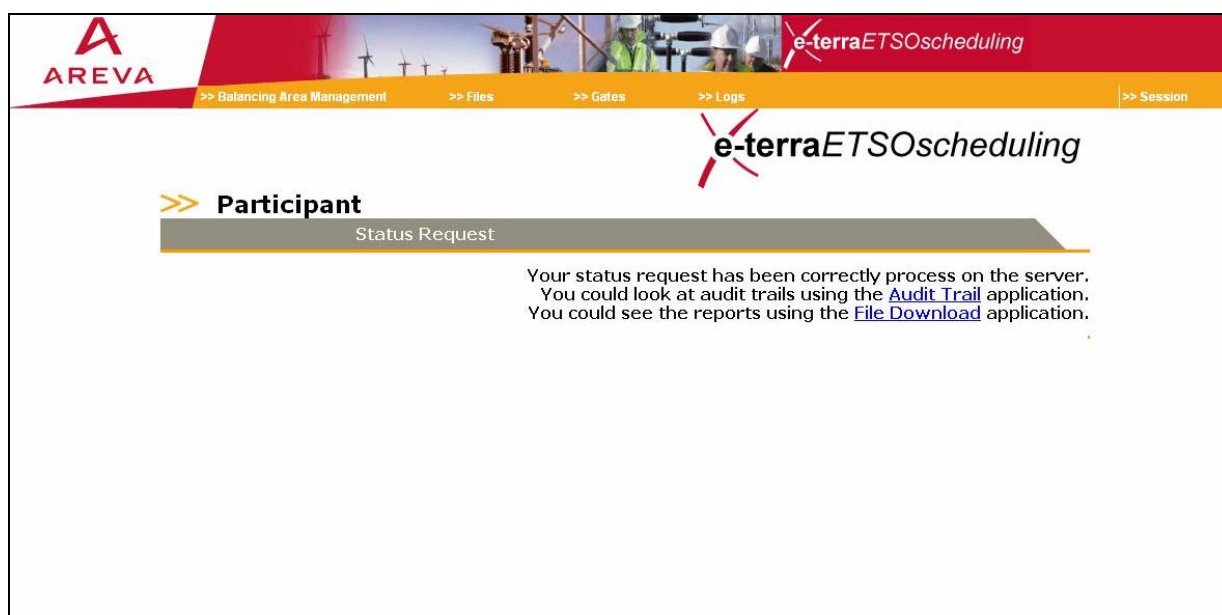 AREVA
e-terraETSOscheduling
>> Balancing Area Management >> Files >> Gates >> Logs >> Session
e-terraETSOscheduling
>> Participant
Status Request
Your status request has been correctly process on the server.
You could look at audit trails using the Audit Trail application.
You could see the reports using the File Download application.